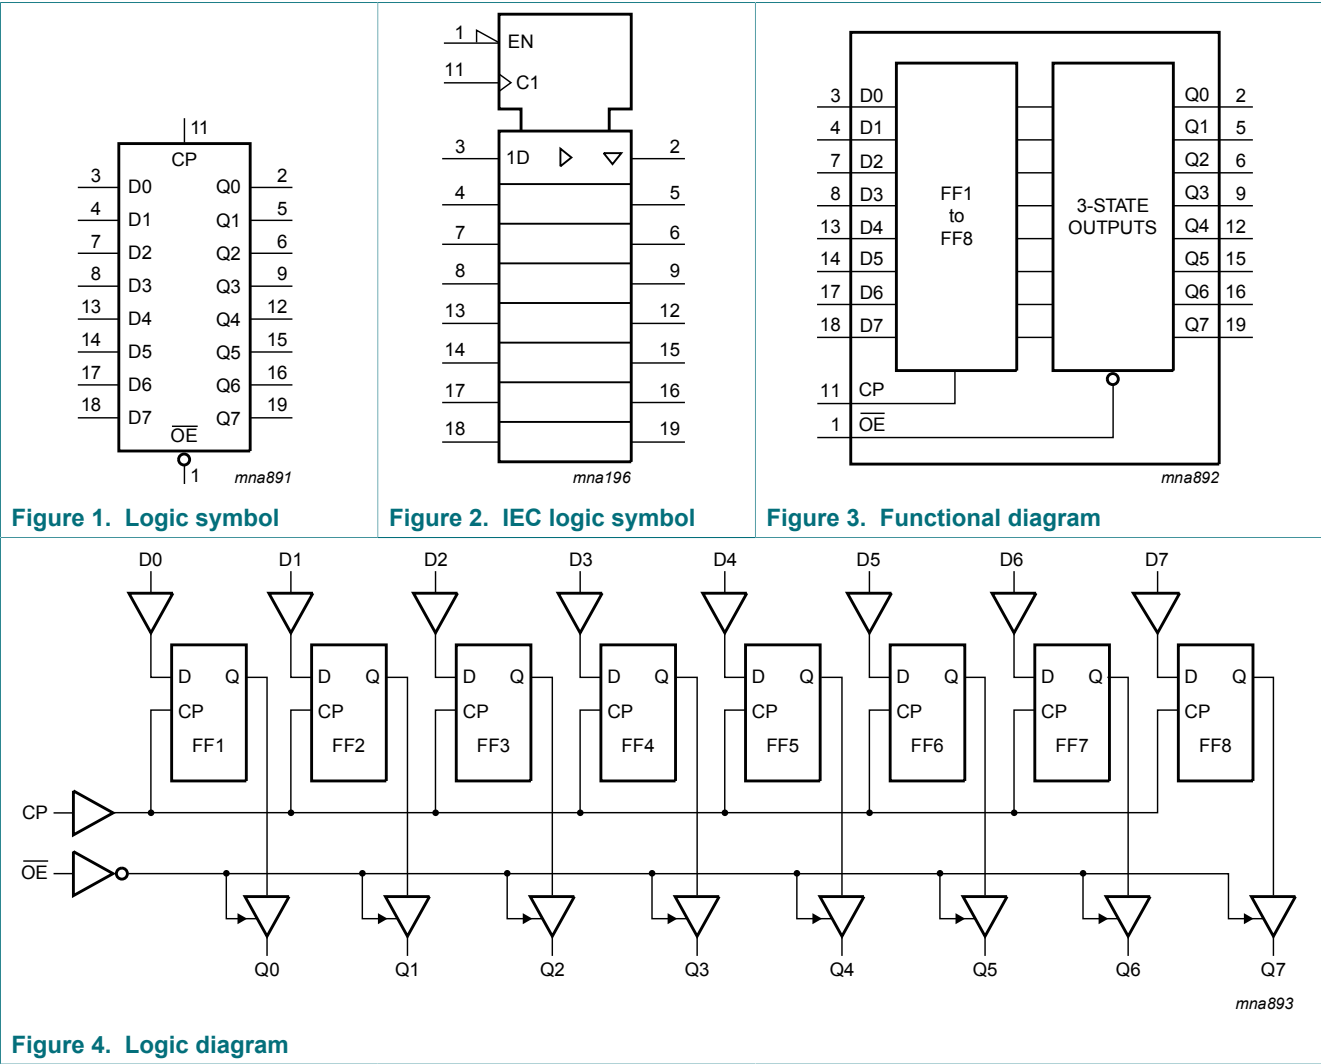 11
CP
3 D0 Q0 2
4 D1 Q1 5
7 D2 Q2 6
8 D3 Q3 9
13 D4 Q4 12
14 D5 Q5 15
17 D6 Q6 16
18 D7 Q7 19
OE
1
mna891
Figure 1. Logic symbol
1 EN
11 C1
3 1D 2
4 5
7 6
8 9
13 12
14 15
17 16
18 19
mna196
Figure 2. IEC logic symbol
3 D0 Q0 2
4 D1 Q1 5
7 D2 Q2 6
8 D3 Q3 9
13 D4 Q4 12
14 D5 Q5 15
17 D6 Q6 16
18 D7 Q7 19
FF1
to
FF8
3-STATE
OUTPUTS
11 CP
1 OE
mna892
Figure 3. Functional diagram
D0 D1 D2 D3 D4 D5 D6 D7
D Q D Q D Q D Q D Q D Q D Q D Q
CP CP CP CP CP CP CP CP
FF1 FF2 FF3 FF4 FF5 FF6 FF7 FF8
CP
OE
Q0 Q1 Q2 Q3 Q4 Q5 Q6 Q7
mna893
Figure 4. Logic diagram